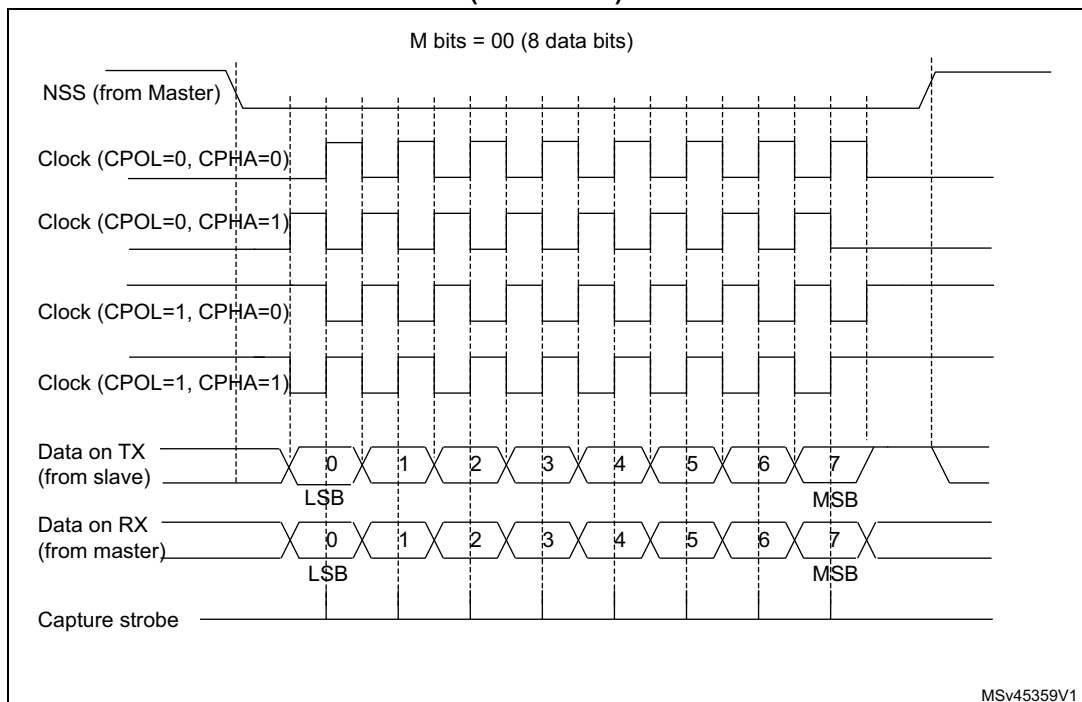 M bits = 00 (8 data bits)
NSS (from Master)
Clock (CPOL=0, CPHA=0)
Clock (CPOL=0, CPHA=1)
Clock (CPOL=1, CPHA=0)
Clock (CPOL=1, CPHA=1)
Data on TX
(from slave)
0 1 2 3 4 5 6 7
LSB MSB
Data on RX
(from master)
0 1 2 3 4 5 6 7
LSB MSB
Capture strobe
MSv45359V1